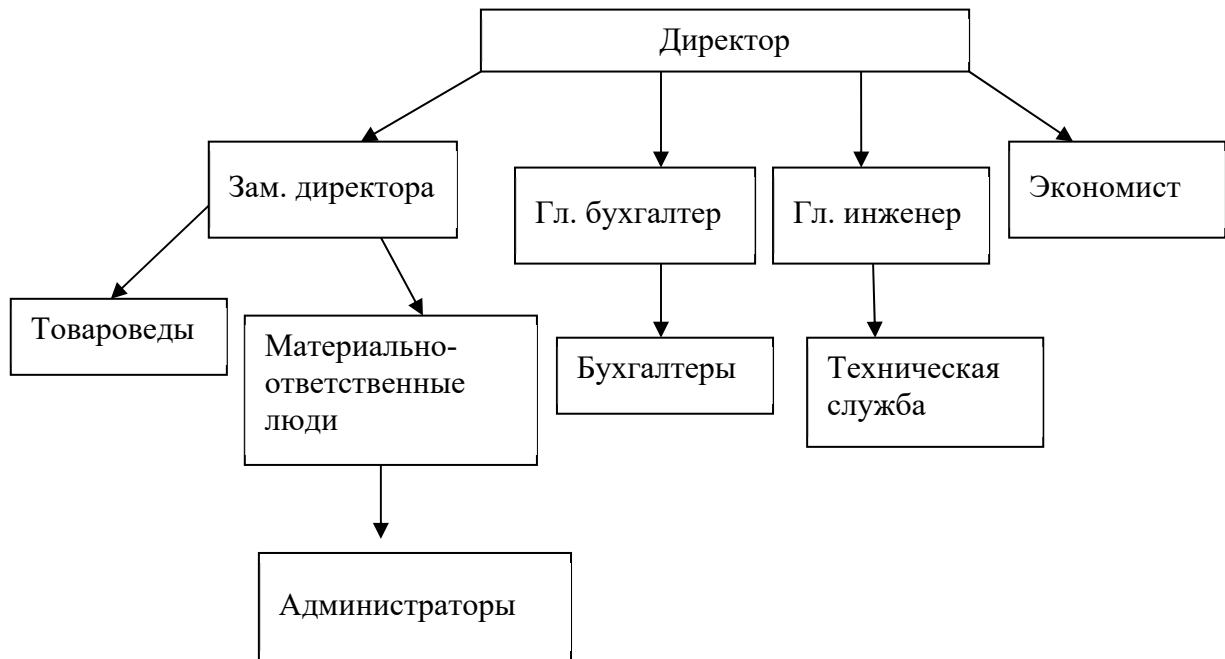 Директор
Зам. директора
Гл. бухгалтер
Гл. инженер
Экономист
Товароведы
Материально-
ответственные
люди
Бухгалтеры
Техническая
служба
Администраторы